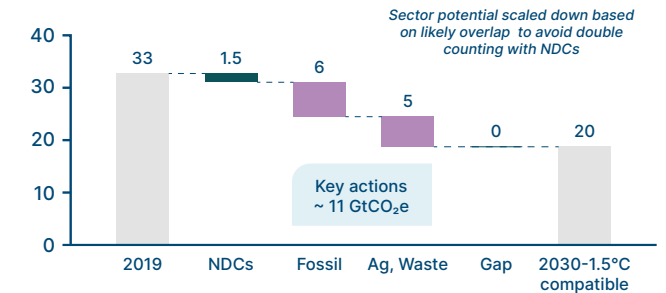 Sector potential scaled down based
on likely overlap to avoid double
counting with NDCs
40
30
20
10
0
33
1.5
6
5
0
20
Key actions
~ 11 GtCO₂e
2019
NDCs
Fossil
Ag, Waste
Gap
2030-1.5°C
compatible